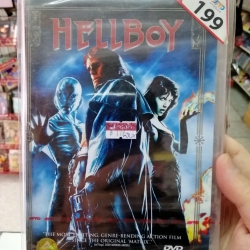 199
HELLBOY
"THE MOST EXCITING, GENRE-BENDING ACTION FILM
SINCE THE ORIGINAL 'MATRIX'."
DVD